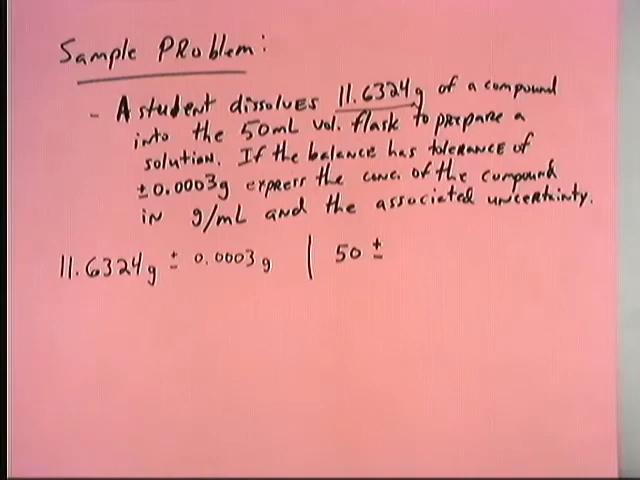 Sample PRoblem:
- A student dissolves 11.6324g of a compound
into the 50mL vol. flask to prepare a
solution. If the balance has tolerance of
±0.0003g express the conc. of the compound
in g/mL and the associated uncertainty.
11.6324g ± 0.0003g | 50 ±